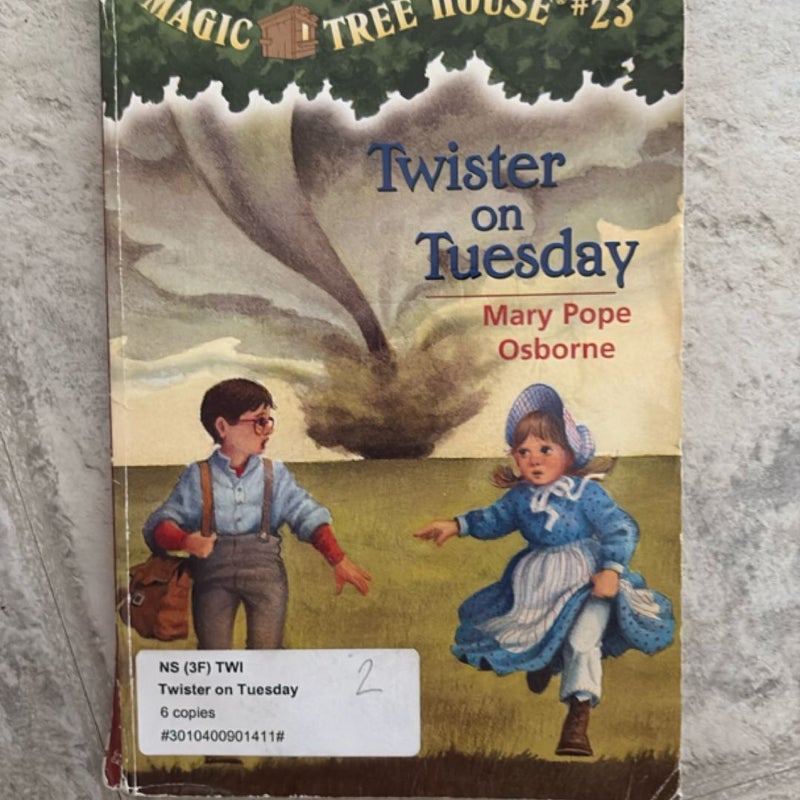 MAGIC TREE HOUSE® #23
Twister
on
Tuesday
Mary Pope
Osborne
NS (3F) TWI
Twister on Tuesday
2
6 copies
#3010400901411#